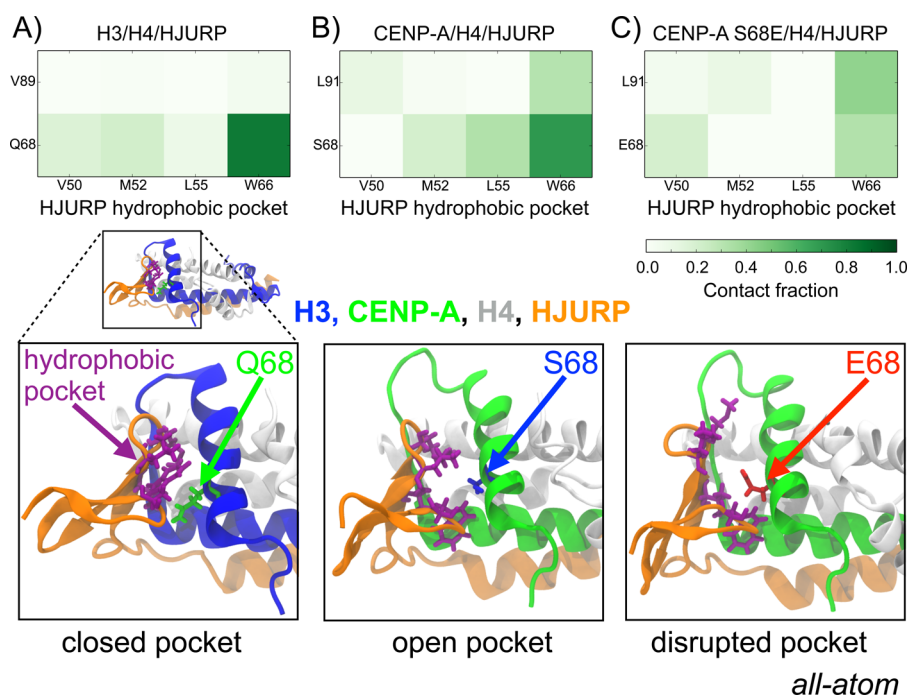 A) H3/H4/HJURP
V89
Q68
V50 M52 L55 W66
HJURP hydrophobic pocket
B) CENP-A/H4/HJURP
L91
S68
V50 M52 L55 W66
HJURP hydrophobic pocket
C) CENP-A S68E/H4/HJURP
L91
E68
V50 M52 L55 W66
HJURP hydrophobic pocket
0.0 0.2 0.4 0.6 0.8 1.0
Contact fraction
H3, CENP-A, H4, HJURP
hydrophobic
pocket
Q68
closed pocket
S68
open pocket
E68
disrupted pocket
all-atom